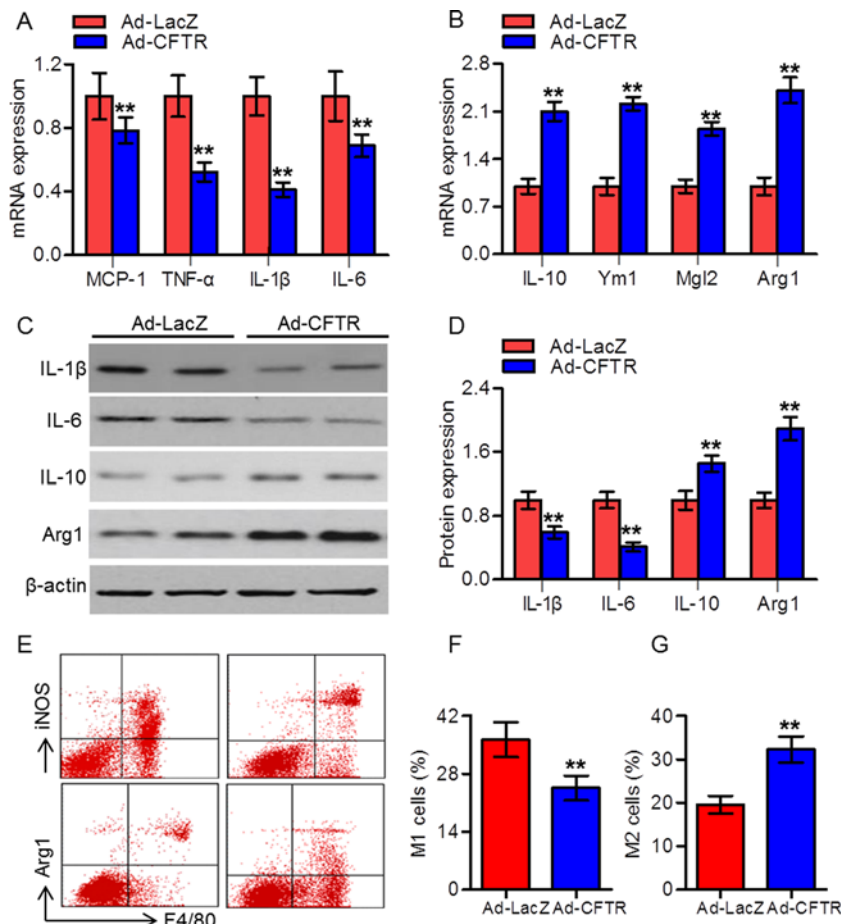 A
Ad-LacZ
Ad-CFTR
mRNA expression
1.2
0.8
0.4
0.0
** ** ** **
MCP-1 TNF-α IL-1β IL-6
B
Ad-LacZ
Ad-CFTR
mRNA expression
2.8
2.1
1.4
0.7
0.0
** ** ** **
IL-10 Ym1 Mgl2 Arg1
C
Ad-LacZ Ad-CFTR
IL-1β
IL-6
IL-10
Arg1
β-actin
D
Ad-LacZ
Ad-CFTR
Protein expression
2.4
1.6
0.8
0.0
** ** ** **
IL-1β IL-6 IL-10 Arg1
E
iNOS
Arg1
F4/80
F
M1 cells (%)
42
28
14
0
**
Ad-LacZ Ad-CFTR
G
M2 cells (%)
40
30
20
10
0
**
Ad-LacZ Ad-CFTR